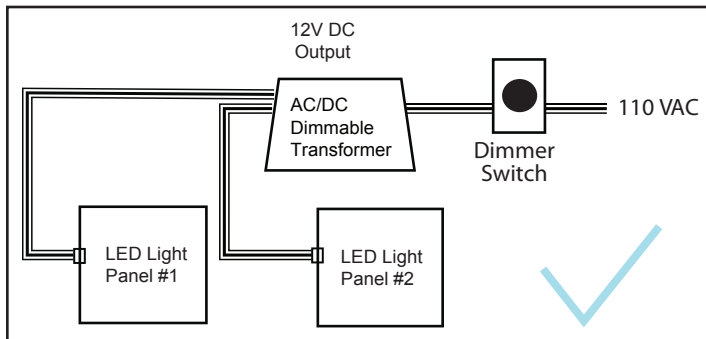 12V DC
Output
AC/DC
Dimmable
Transformer
110 VAC
Dimmer
Switch
LED Light
Panel #1
LED Light
Panel #2